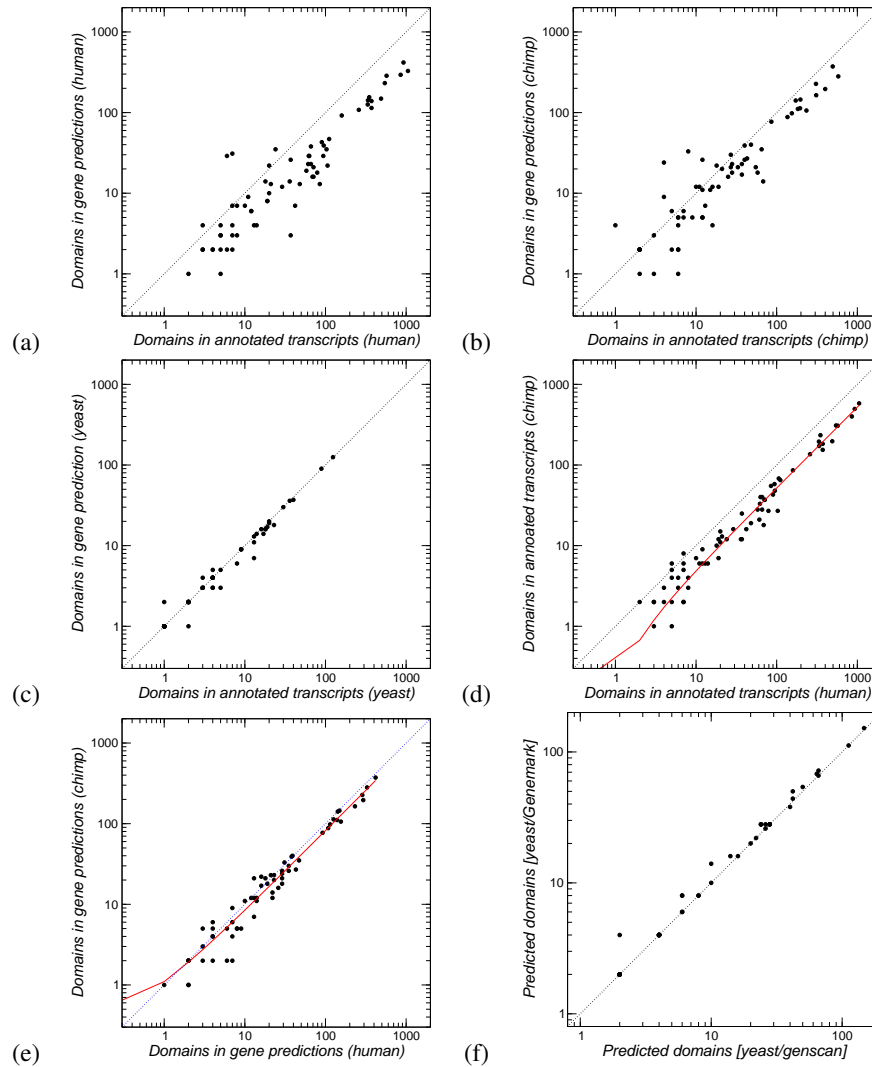 1000
100
10
1
Domains in gene predictions (human)
1
10
100
1000
Domains in annotated transcripts (human)
(a)
1000
100
10
1
Domains in gene predictions (chimp)
1
10
100
1000
Domains in annotated transcripts (chimp)
(b)
1000
100
10
1
Domains in gene prediction (yeast)
1
10
100
1000
Domains in annotated transcripts (yeast)
(c)
1000
100
10
1
Domains in annoated transcripts (chimp)
1
10
100
1000
Domains in annotated transcripts (human)
(d)
1000
100
10
1
Domains in gene predictions (chimp)
1
10
100
1000
Domains in gene predictions (human)
(e)
100
10
1
Predicted domains [yeast/Genemark]
1
10
100
Predicted domains [yeast/genscan]
(f)